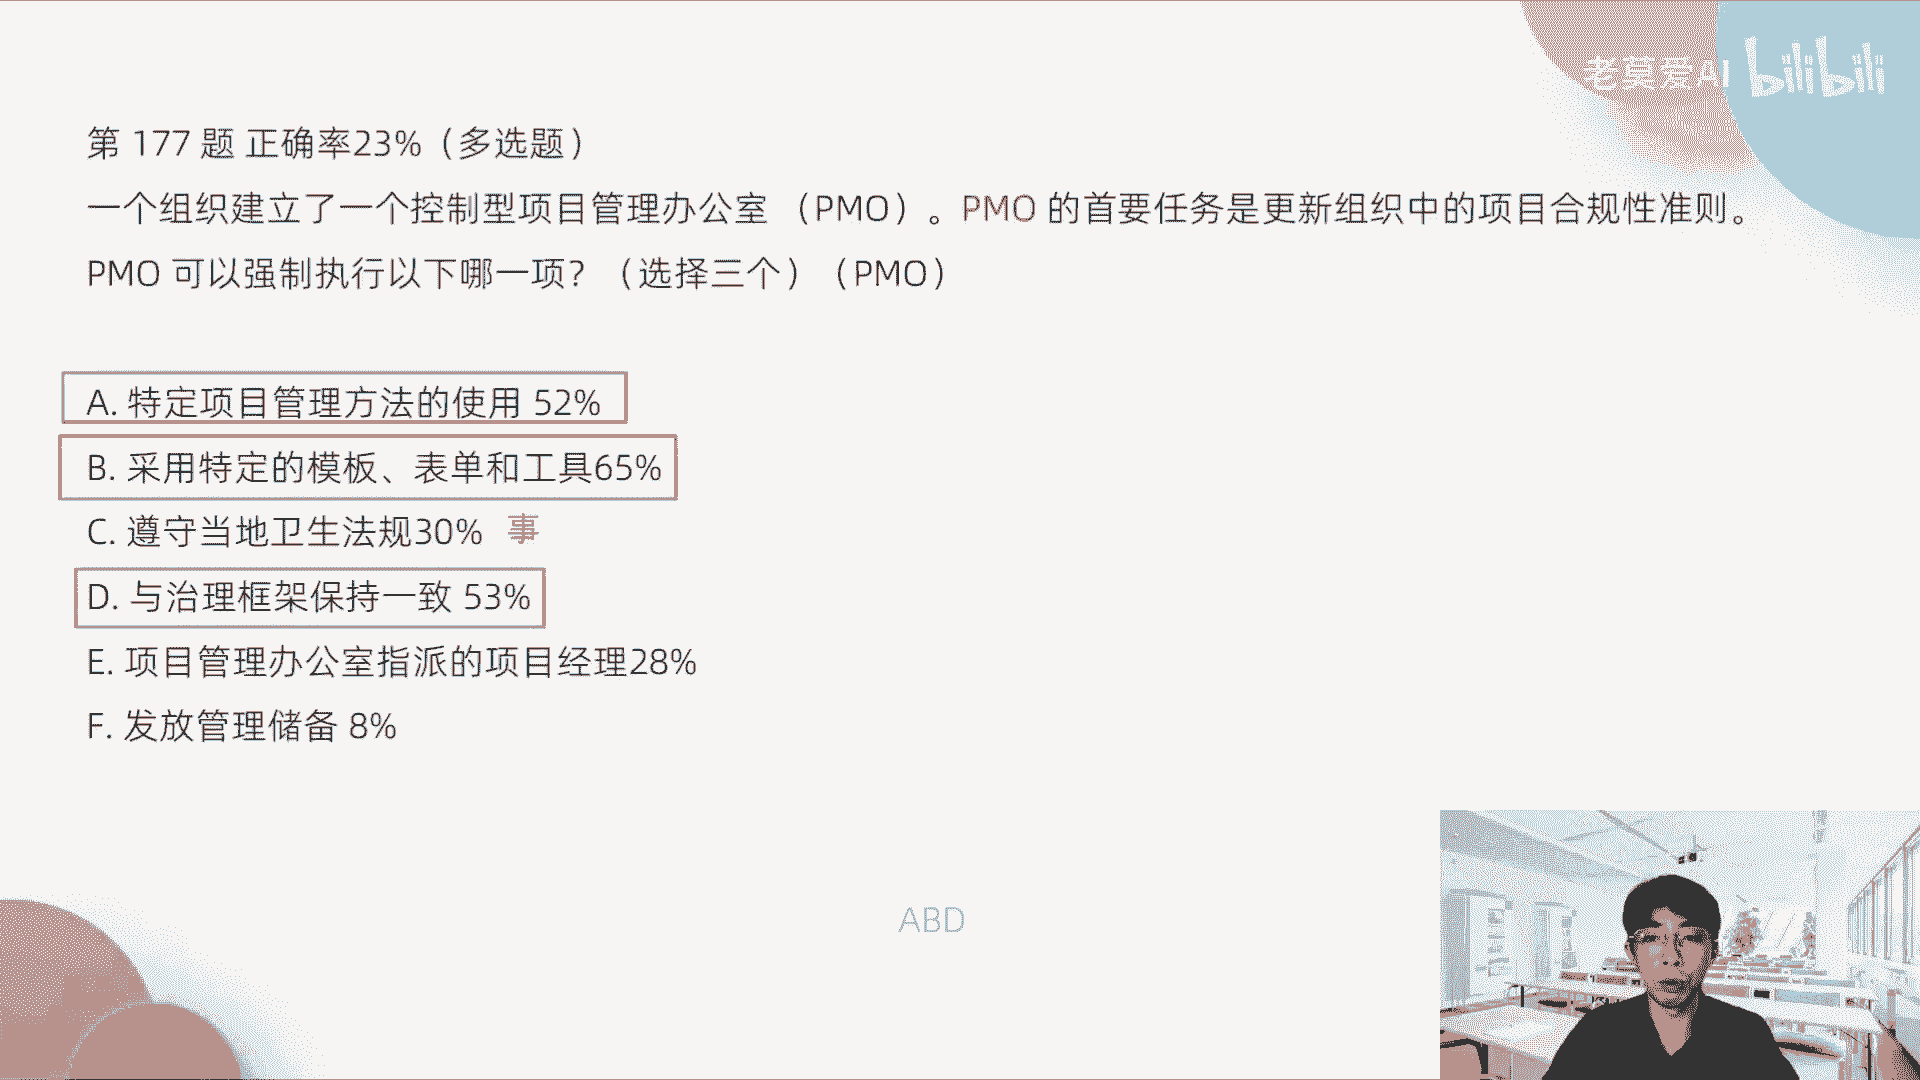 老莫爱AI bilibili
第 177 题 正确率23%（多选题）
一个组织建立了一个控制型项目管理办公室 （PMO）。PMO 的首要任务是更新组织中的项目合规性准则。
PMO 可以强制执行以下哪一项？（选择三个）（PMO）
A. 特定项目管理方法的使用 52%
B. 采用特定的模板、表单和工具65%
C. 遵守当地卫生法规30% 事
D. 与治理框架保持一致 53%
E. 项目管理办公室指派的项目经理28%
F. 发放管理储备 8%
ABD